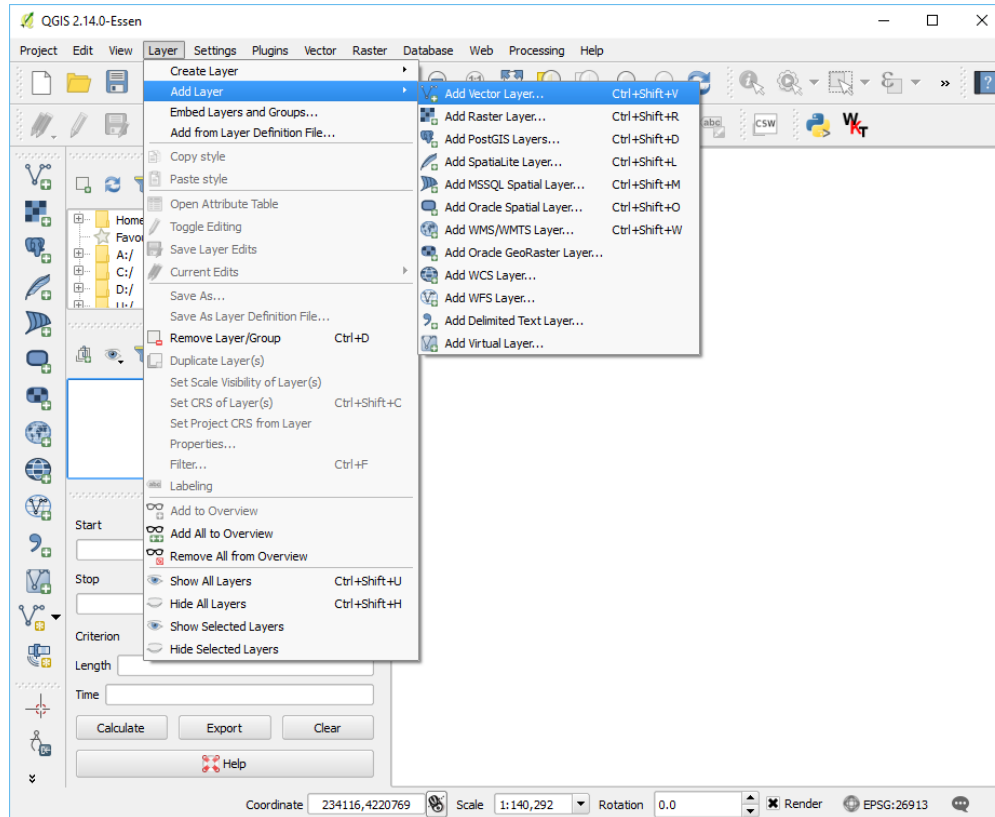 QGIS 2.14.0-Essen
Project Edit View Layer Settings Plugins Vector Raster Database Web Processing Help
Create Layer
Add Layer
Embed Layers and Groups...
Add from Layer Definition File...
Copy style
Paste style
Open Attribute Table
Toggle Editing
Save Layer Edits
Current Edits
Save As...
Save As Layer Definition File...
Remove Layer/Group Ctrl+D
Duplicate Layer(s)
Set Scale Visibility of Layer(s)
Set CRS of Layer(s) Ctrl+Shift+C
Set Project CRS from Layer
Properties...
Filter... Ctrl+F
Labeling
Add to Overview
Add All to Overview
Remove All from Overview
Show All Layers Ctrl+Shift+U
Hide All Layers Ctrl+Shift+H
Show Selected Layers
Hide Selected Layers
Add Vector Layer... Ctrl+Shift+V
Add Raster Layer... Ctrl+Shift+R
Add PostGIS Layers... Ctrl+Shift+D
Add SpatiaLite Layer... Ctrl+Shift+L
Add MSSQL Spatial Layer... Ctrl+Shift+M
Add Oracle Spatial Layer... Ctrl+Shift+O
Add WMS/WMTS Layer... Ctrl+Shift+W
Add Oracle GeoRaster Layer...
Add WCS Layer...
Add WFS Layer...
Add Delimited Text Layer...
Add Virtual Layer...
abc CSW WKT
Home
A:/
C:/
D:/
Start
Stop
Criterion
Length
Time
Calculate Export Clear
Help
Coordinate 234116,4220769 Scale 1:140,292 Rotation 0.0 Render EPSG:26913